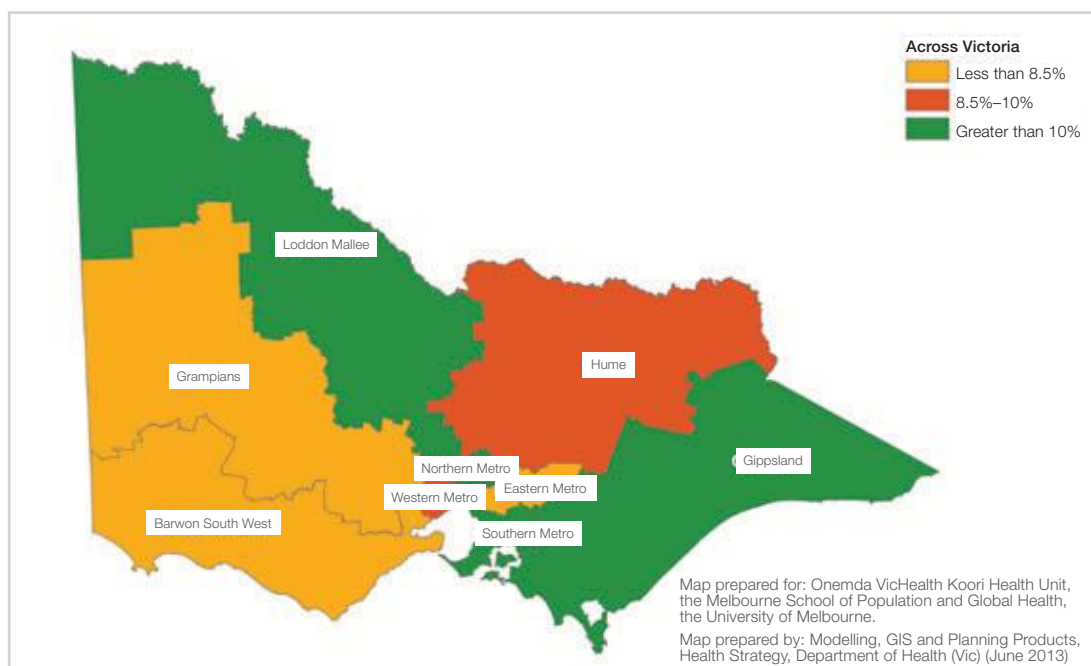 Across Victoria
Less than 8.5%
8.5%–10%
Greater than 10%
Loddon Mallee
Hume
Grampians
Gippsland
Northern Metro
Eastern Metro
Western Metro
Barwon South West
Southern Metro
Map prepared for: Onemda VicHealth Koori Health Unit,
the Melbourne School of Population and Global Health,
the University of Melbourne.
Map prepared by: Modelling, GIS and Planning Products,
Health Strategy, Department of Health (Vic) (June 2013)